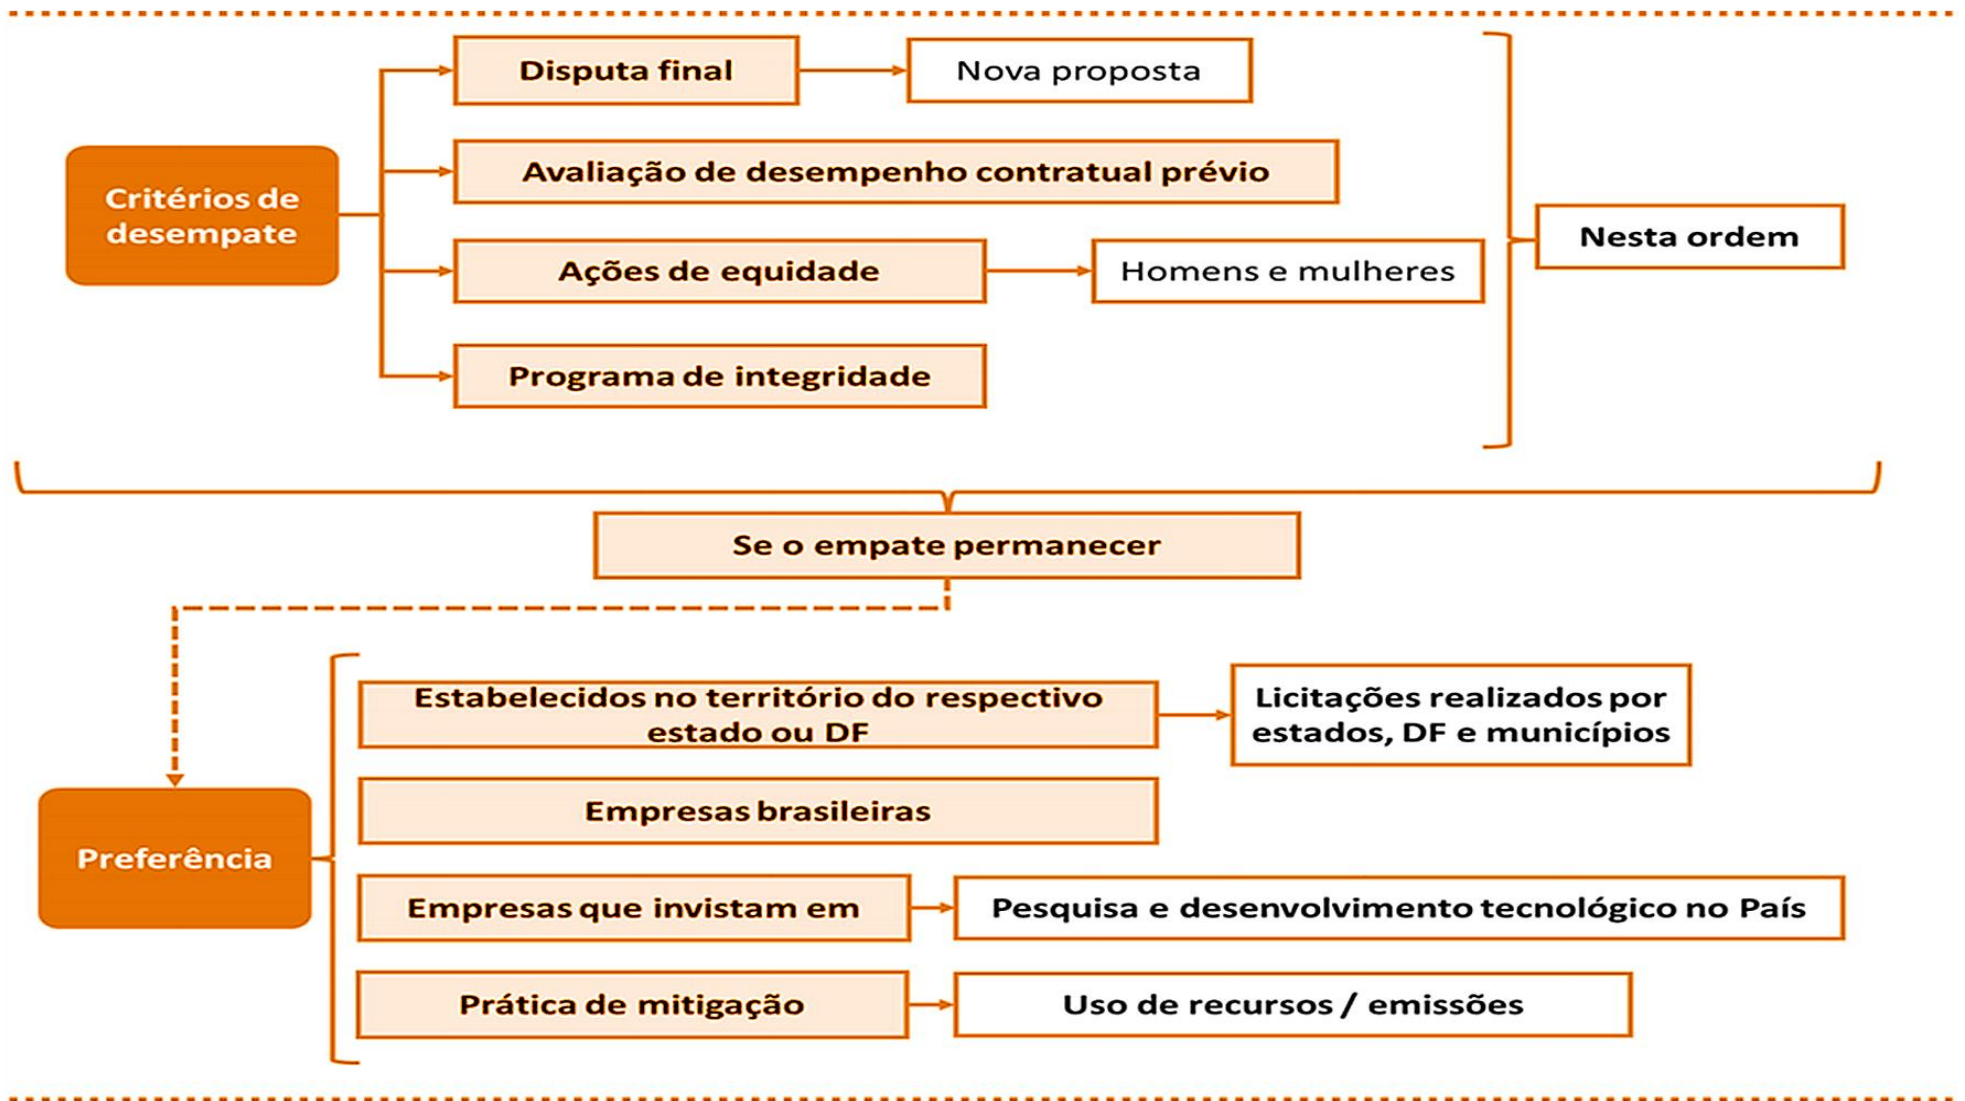 Disputa final
Nova proposta
Avaliação de desempenho contratual prévio
Critérios de
desempate
Nesta ordem
Ações de equidade
Homens e mulheres
Programa de integridade
Se o empate permanecer
Estabelecidos no território do respectivo
estado ou DF
Licitações realizados por
estados, DF e municípios
Empresas brasileiras
Preferência
Empresas que invistam em
Pesquisa e desenvolvimento tecnológico no País
Prática de mitigação
Uso de recursos / emissões